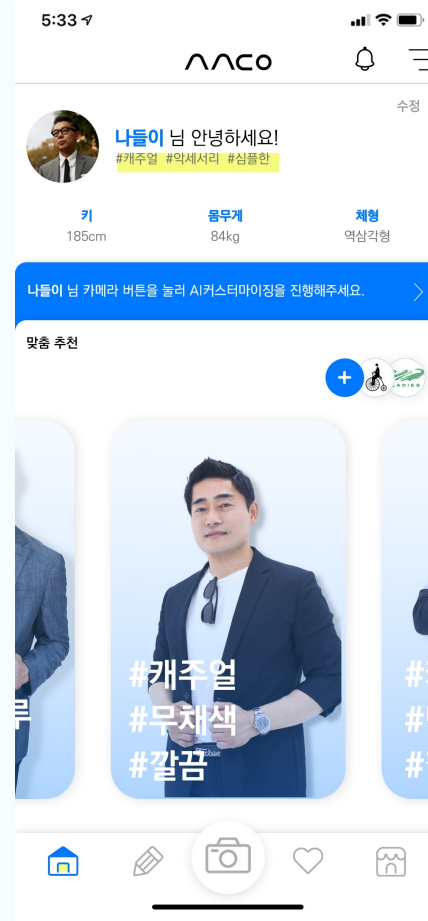 5:33
ΛΛCO
수정
나들이 님 안녕하세요!
#캐주얼 #악세서리 #심플한
키
몸무게
체형
185cm
84kg
역삼각형
나들이 님 카메라 버튼을 눌러 AI커스터마이징을 진행해주세요.
맞춤 추천
LADIES
#캐주얼
#무채색
#깔끔